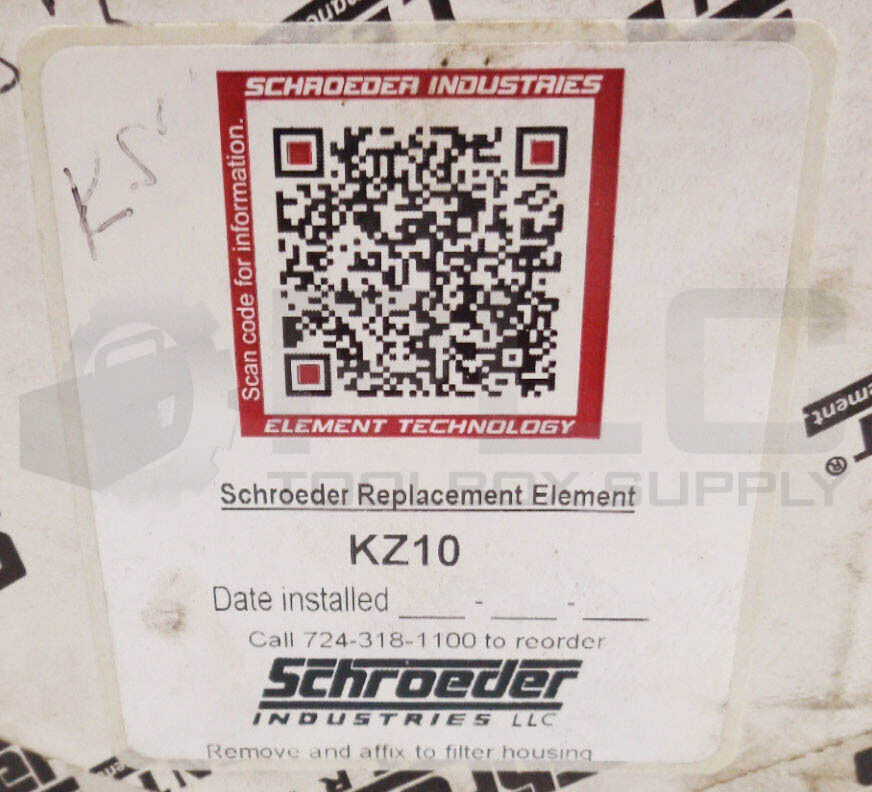 SCHROEDER INDUSTRIES
Scan code for information.
ELEMENT TECHNOLOGY
PLC
TOOLBOX SUPPLY
Schroeder Replacement Element
KZ10
Date installed ___ - ___ - ___
Call 724-318-1100 to reorder
Schroeder
INDUSTRIES LLC
Remove and affix to filter housing